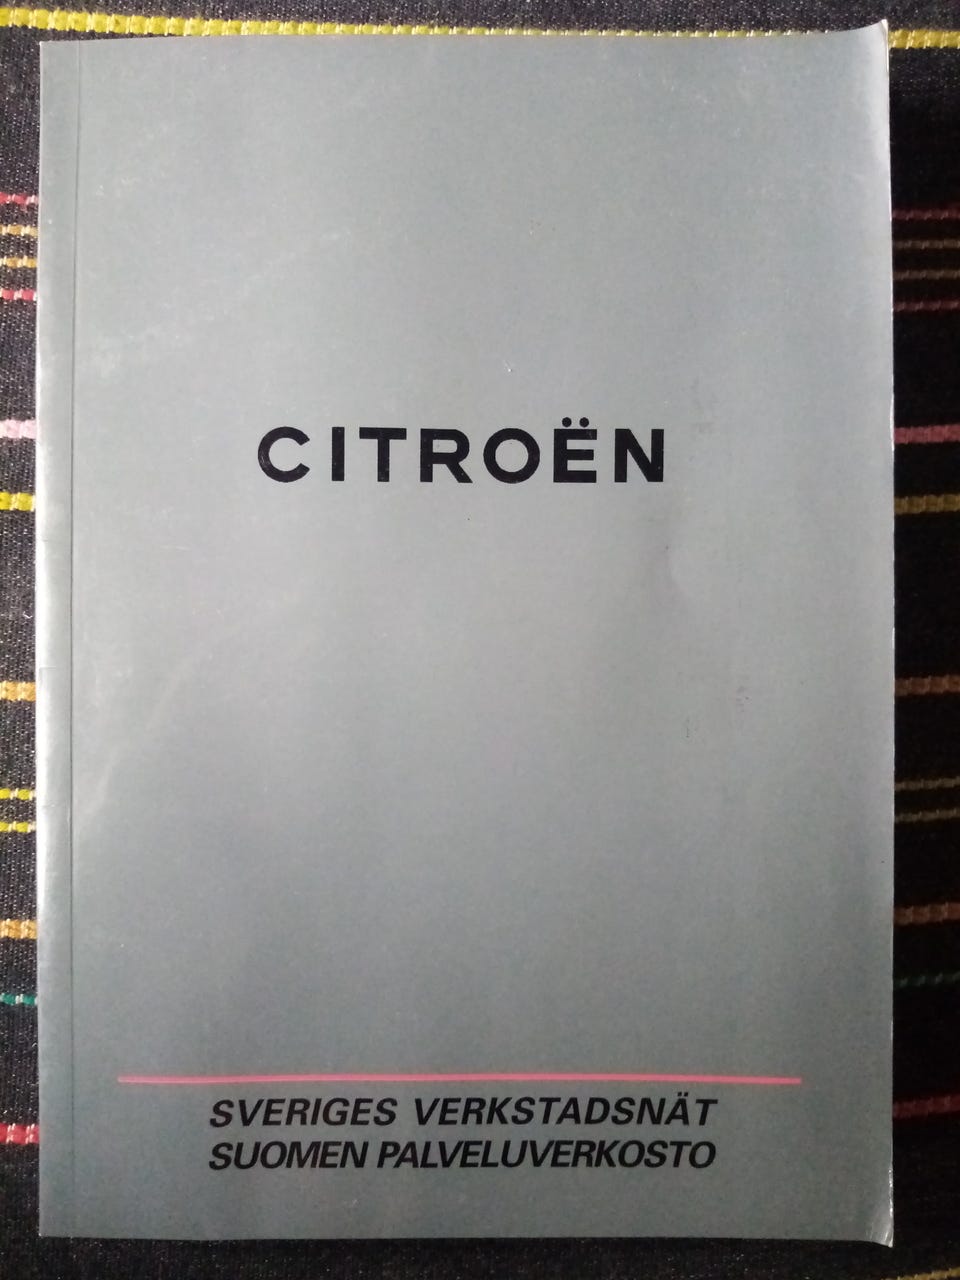 CITROËN
SVERIGES VERKSTADSNÄT
SUOMEN PALVELUVERKOSTO